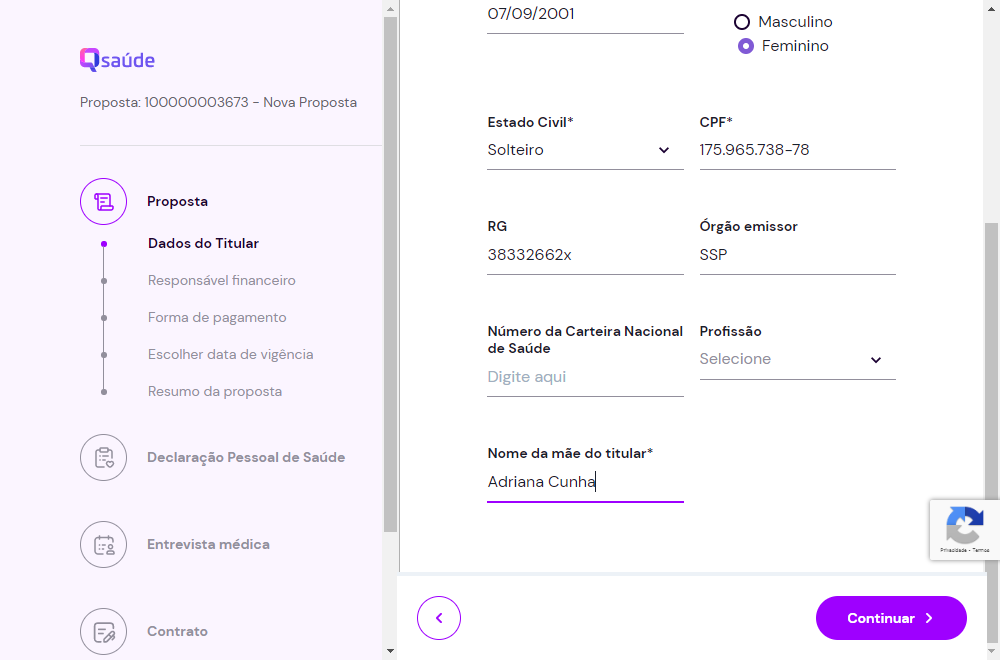 Qsaúde
Proposta: 100000003673 - Nova Proposta
Proposta
Dados do Titular
Responsável financeiro
Forma de pagamento
Escolher data de vigência
Resumo da proposta
Declaração Pessoal de Saúde
Entrevista médica
Contrato
07/09/2001
Masculino
Feminino
Estado Civil*
Solteiro
CPF*
175.965.738-78
RG
38332662x
Órgão emissor
SSP
Número da Carteira Nacional
de Saúde
Digite aqui
Profissão
Selecione
Nome da mãe do titular*
Adriana Cunha
Privacidade - Termos
Continuar